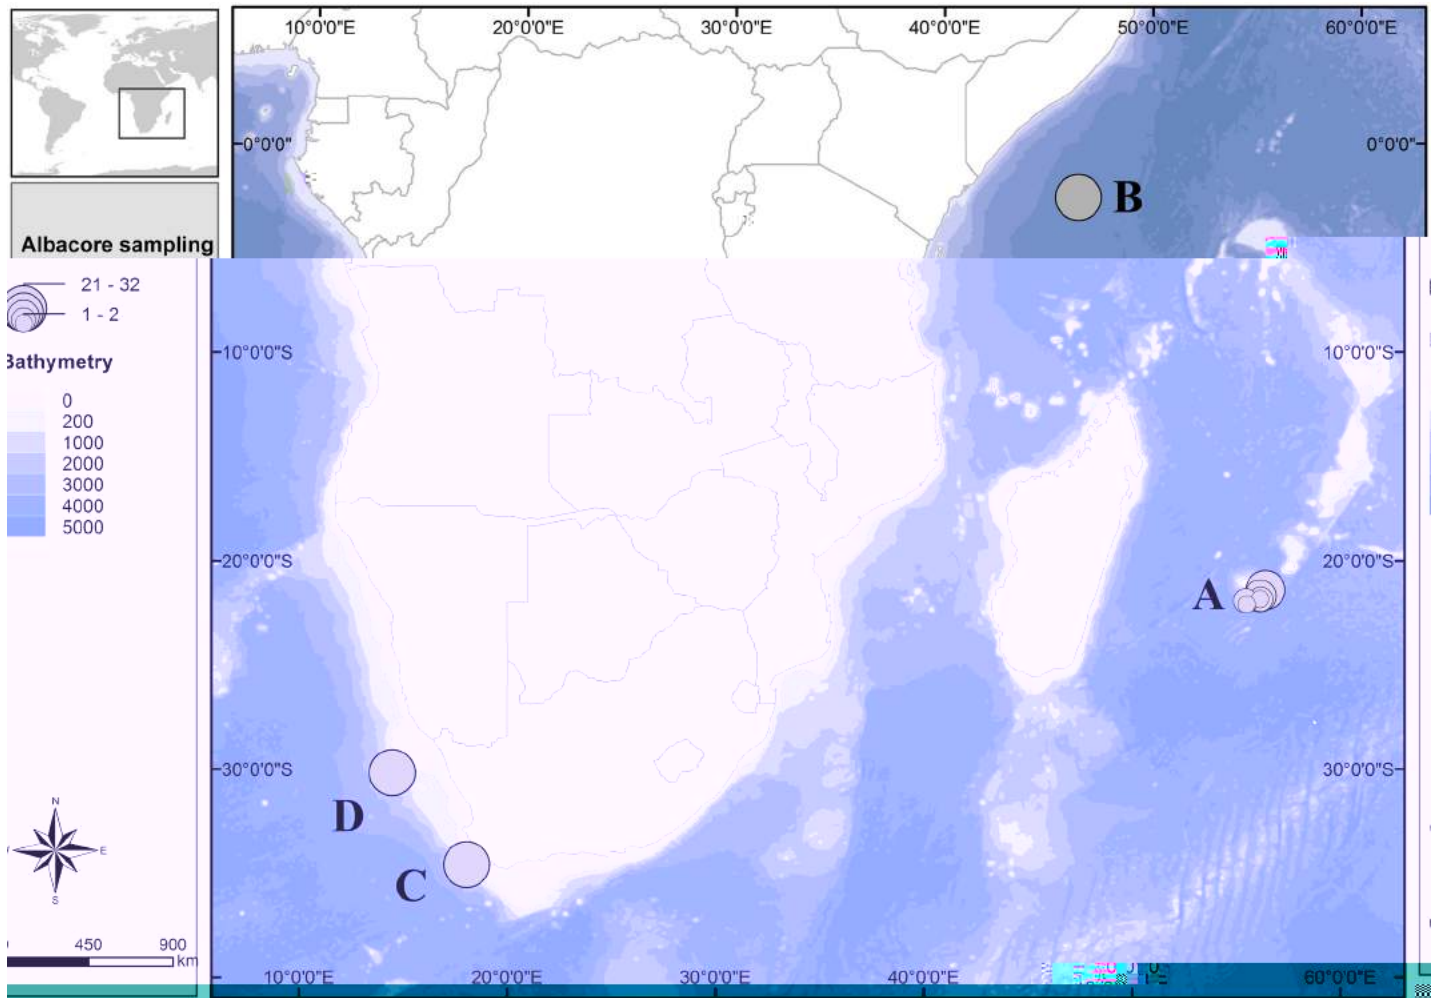 10°0'0"E 20°0'0"E 30°0'0"E 40°0'0"E 50°0'0"E 60°0'0"E
0°0'0" 0°0'0"
B
Albacore sampling
21 - 32
1 - 2
Bathymetry
0
200
1000
2000
3000
4000
5000
10°0'0"S 10°0'0"S
20°0'0"S 20°0'0"S
A
30°0'0"S 30°0'0"S
D
C
N
E
S
450 900
km
10°0'0"E 20°0'0"E 30°0'0"E 40°0'0"E 60°0'0"E